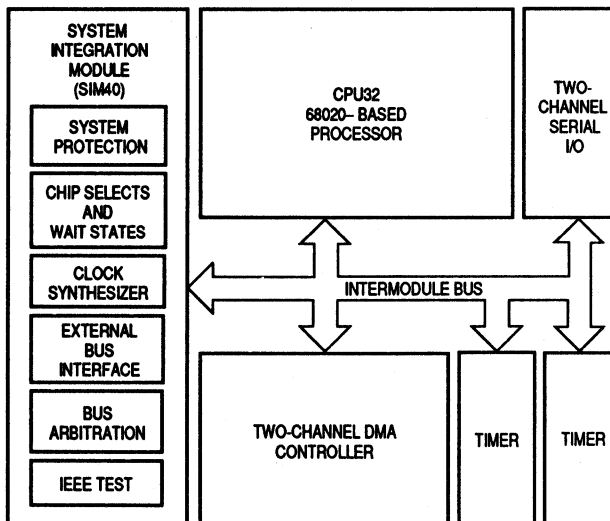 SYSTEM
INTEGRATION
MODULE
(SIM40)
SYSTEM
PROTECTION
CHIP SELECTS
AND
WAIT STATES
CLOCK
SYNTHESIZER
EXTERNAL
BUS
INTERFACE
BUS
ARBITRATION
IEEE TEST
CPU32
68020– BASED
PROCESSOR
TWO-
CHANNEL
SERIAL
I/O
INTERMODULE BUS
TWO-CHANNEL DMA
CONTROLLER
TIMER
TIMER